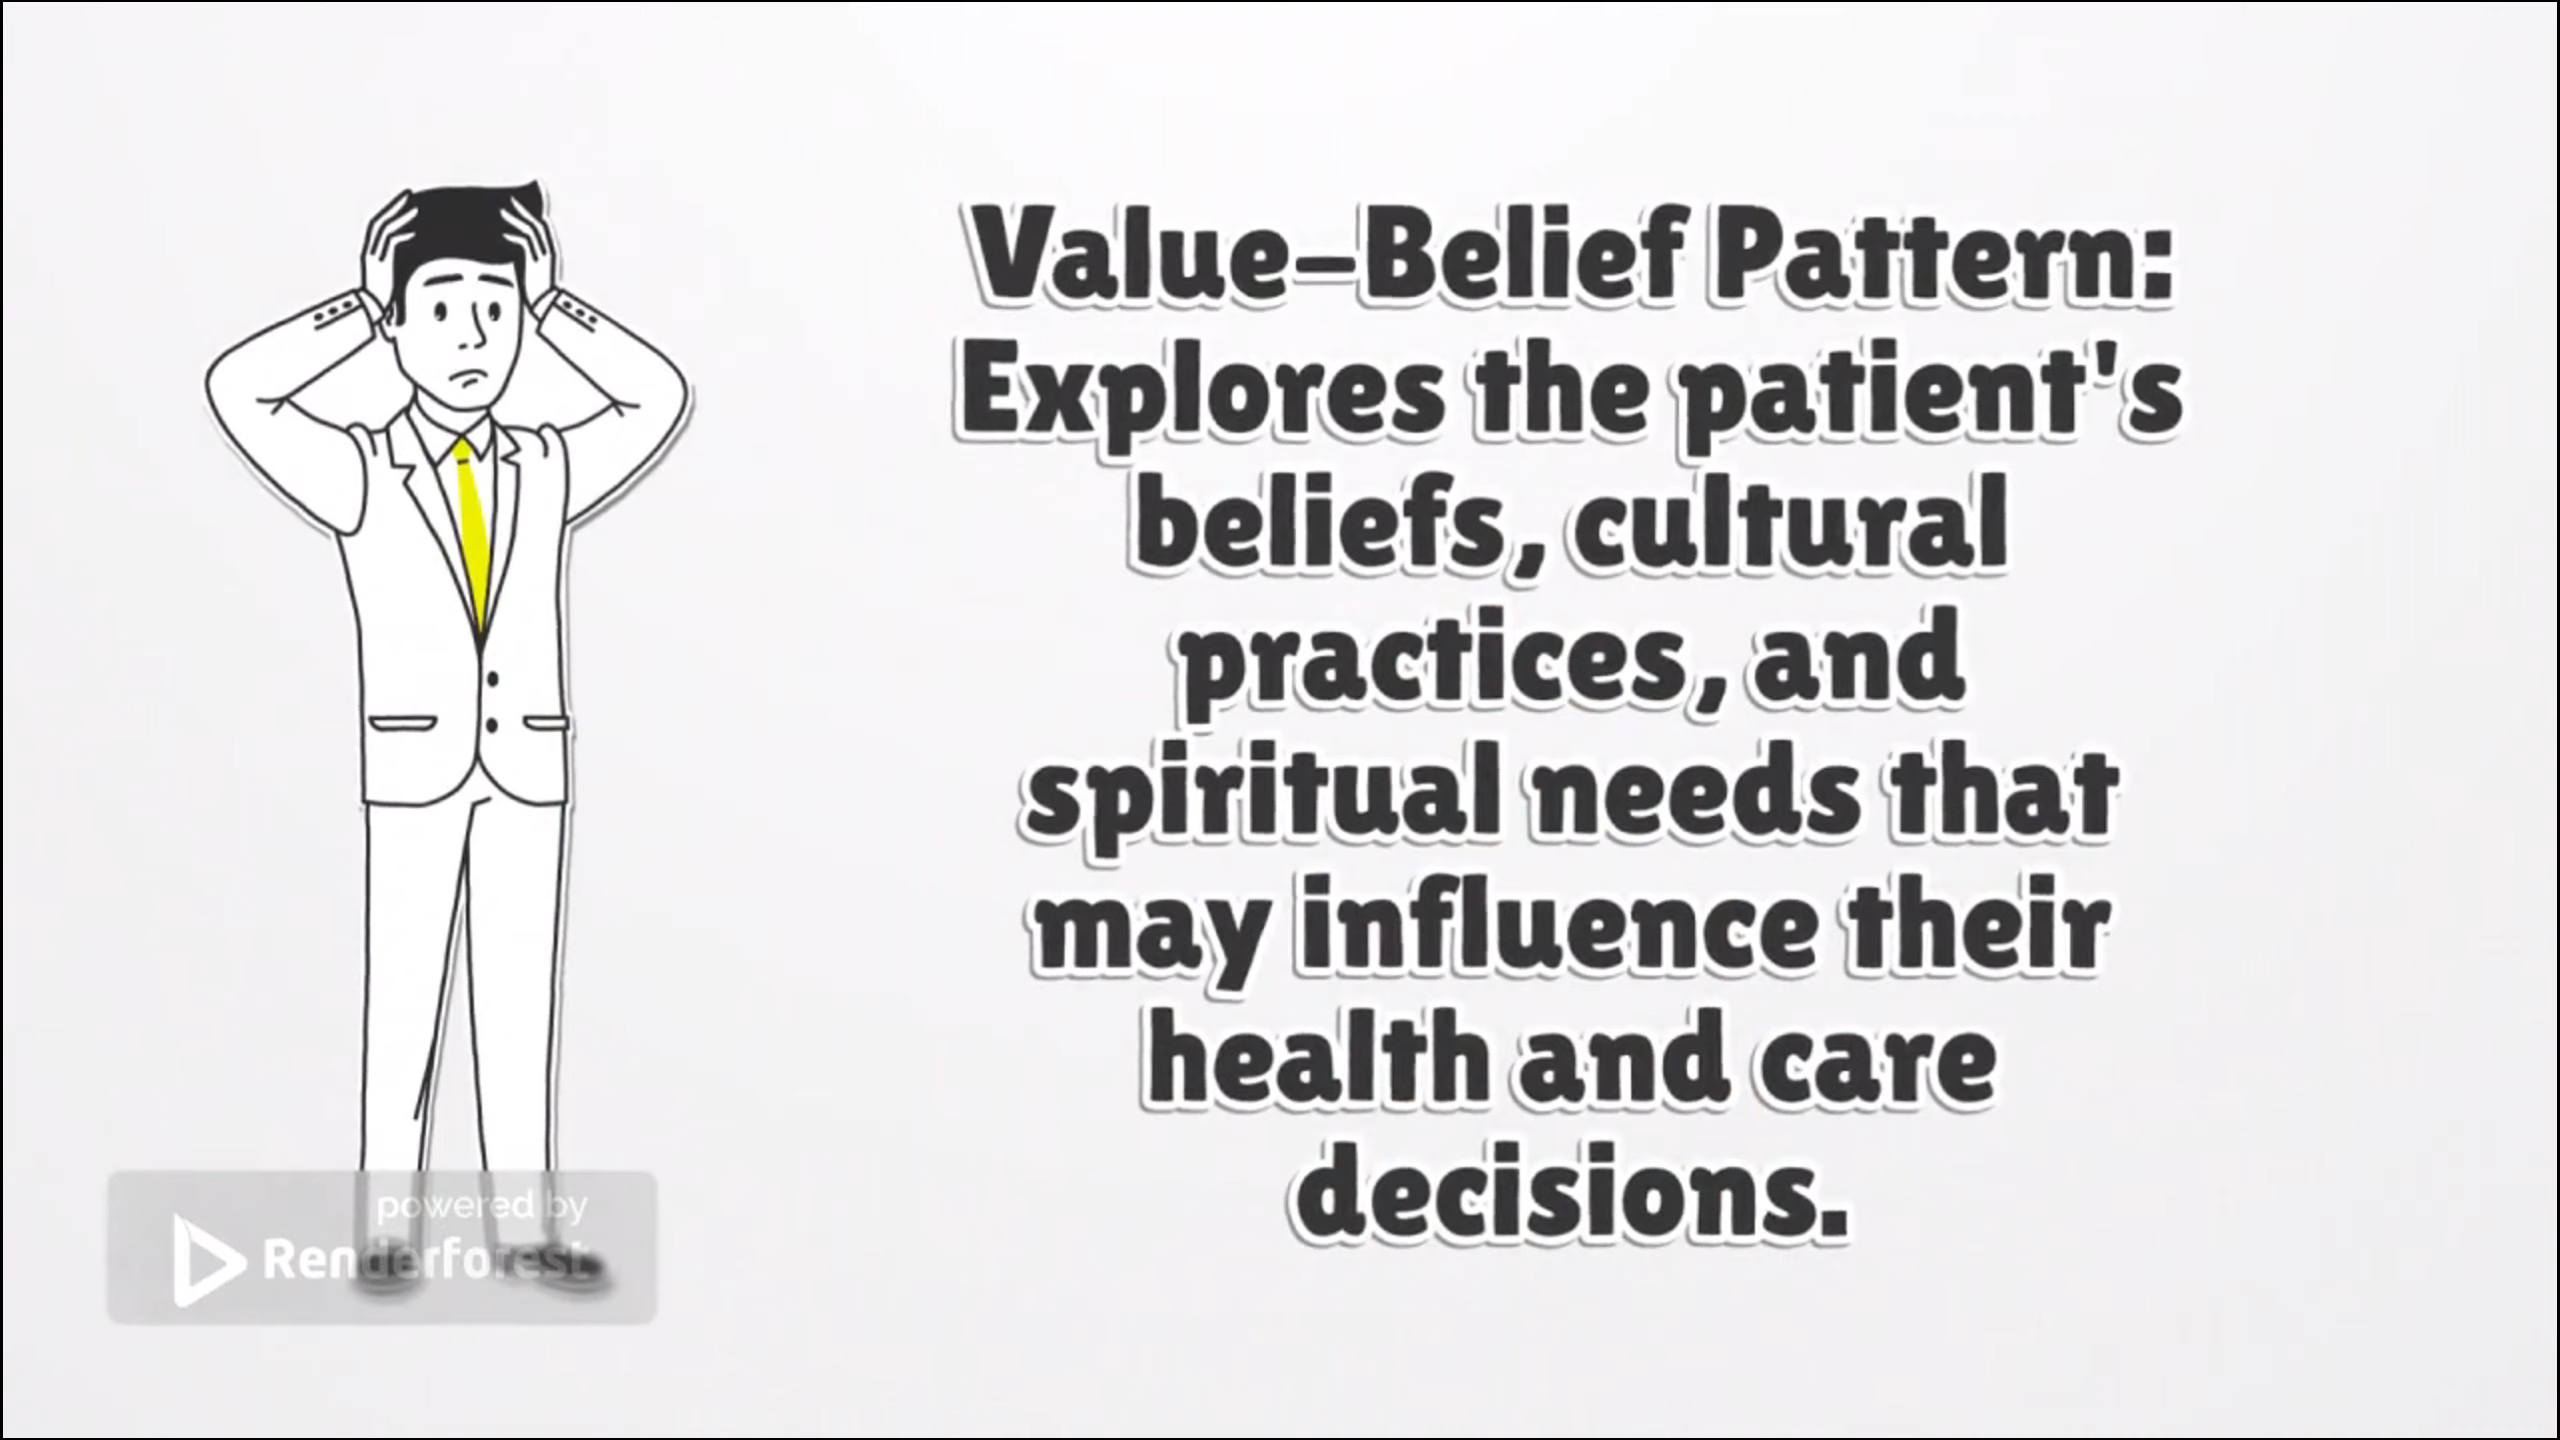 Value–Belief Pattern:
Explores the patient's
beliefs, cultural
practices, and
spiritual needs that
may influence their
health and care
decisions.
powered by
Renderforest